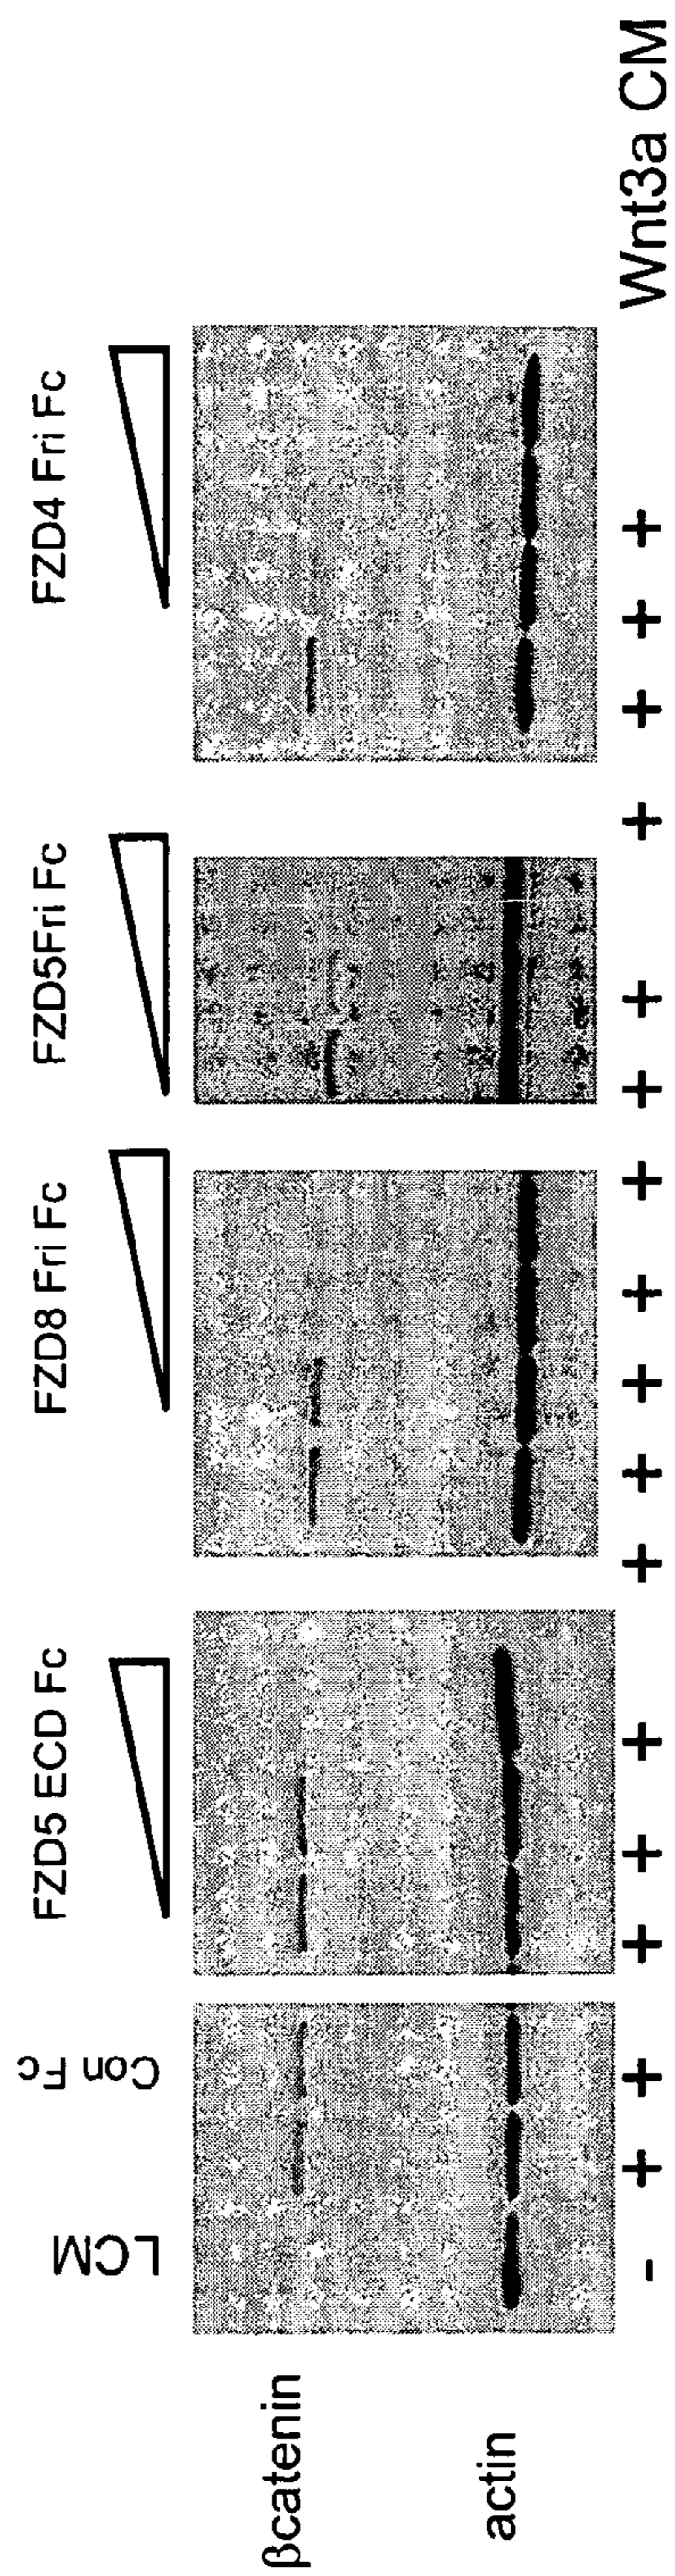 LCM Con Fc FZD5 ECD Fc FZD8 Fri Fc FZD5Fri Fc FZD4 Fri Fc
βcatenin
actin
- + + + + + + + + + + + + + + + + Wnt3a CM